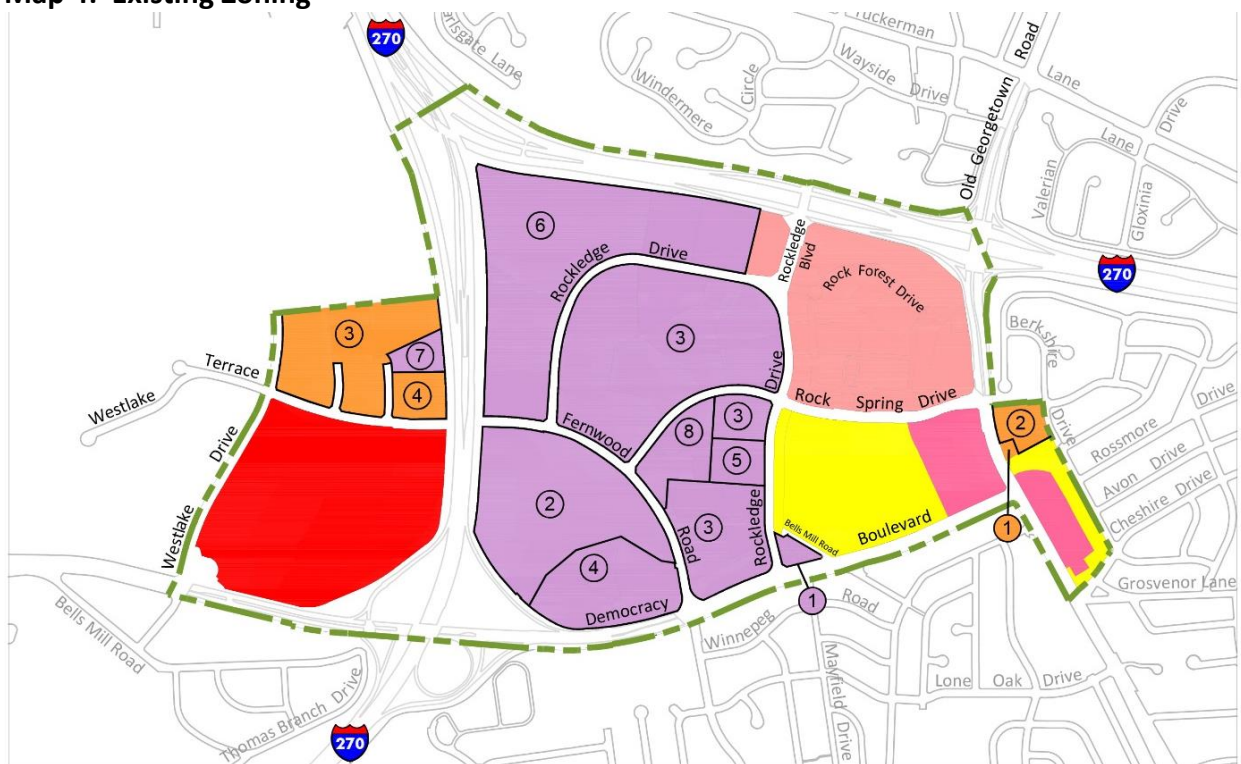 Map 4: Existing Zoning
270
Lane
Tuckerman
Wayside Drive
Windermere
Circle
Old Georgetown
Road
Lane
Lane
Drive
Valerian
Gloxinia
270
6
Rockledge
Drive
Rockledge
Blvd
Rock Forest Drive
3
7
4
3
Terrace
Westlake
Westlake
Drive
Drive
Rock Spring Drive
Berkshire
Drive
Rossmore
Drive
Avon Drive
Cheshire Drive
Grosvenor Lane
2
1
Fernwood
Road
8
3
5
3
2
4
Democracy
Boulevard
Rockledge
Bells Mill Road
1
Winnepeg
Road
Mayfield Drive
Lone Oak Drive
Bells Mill Road
Thomas Branch Drive
270